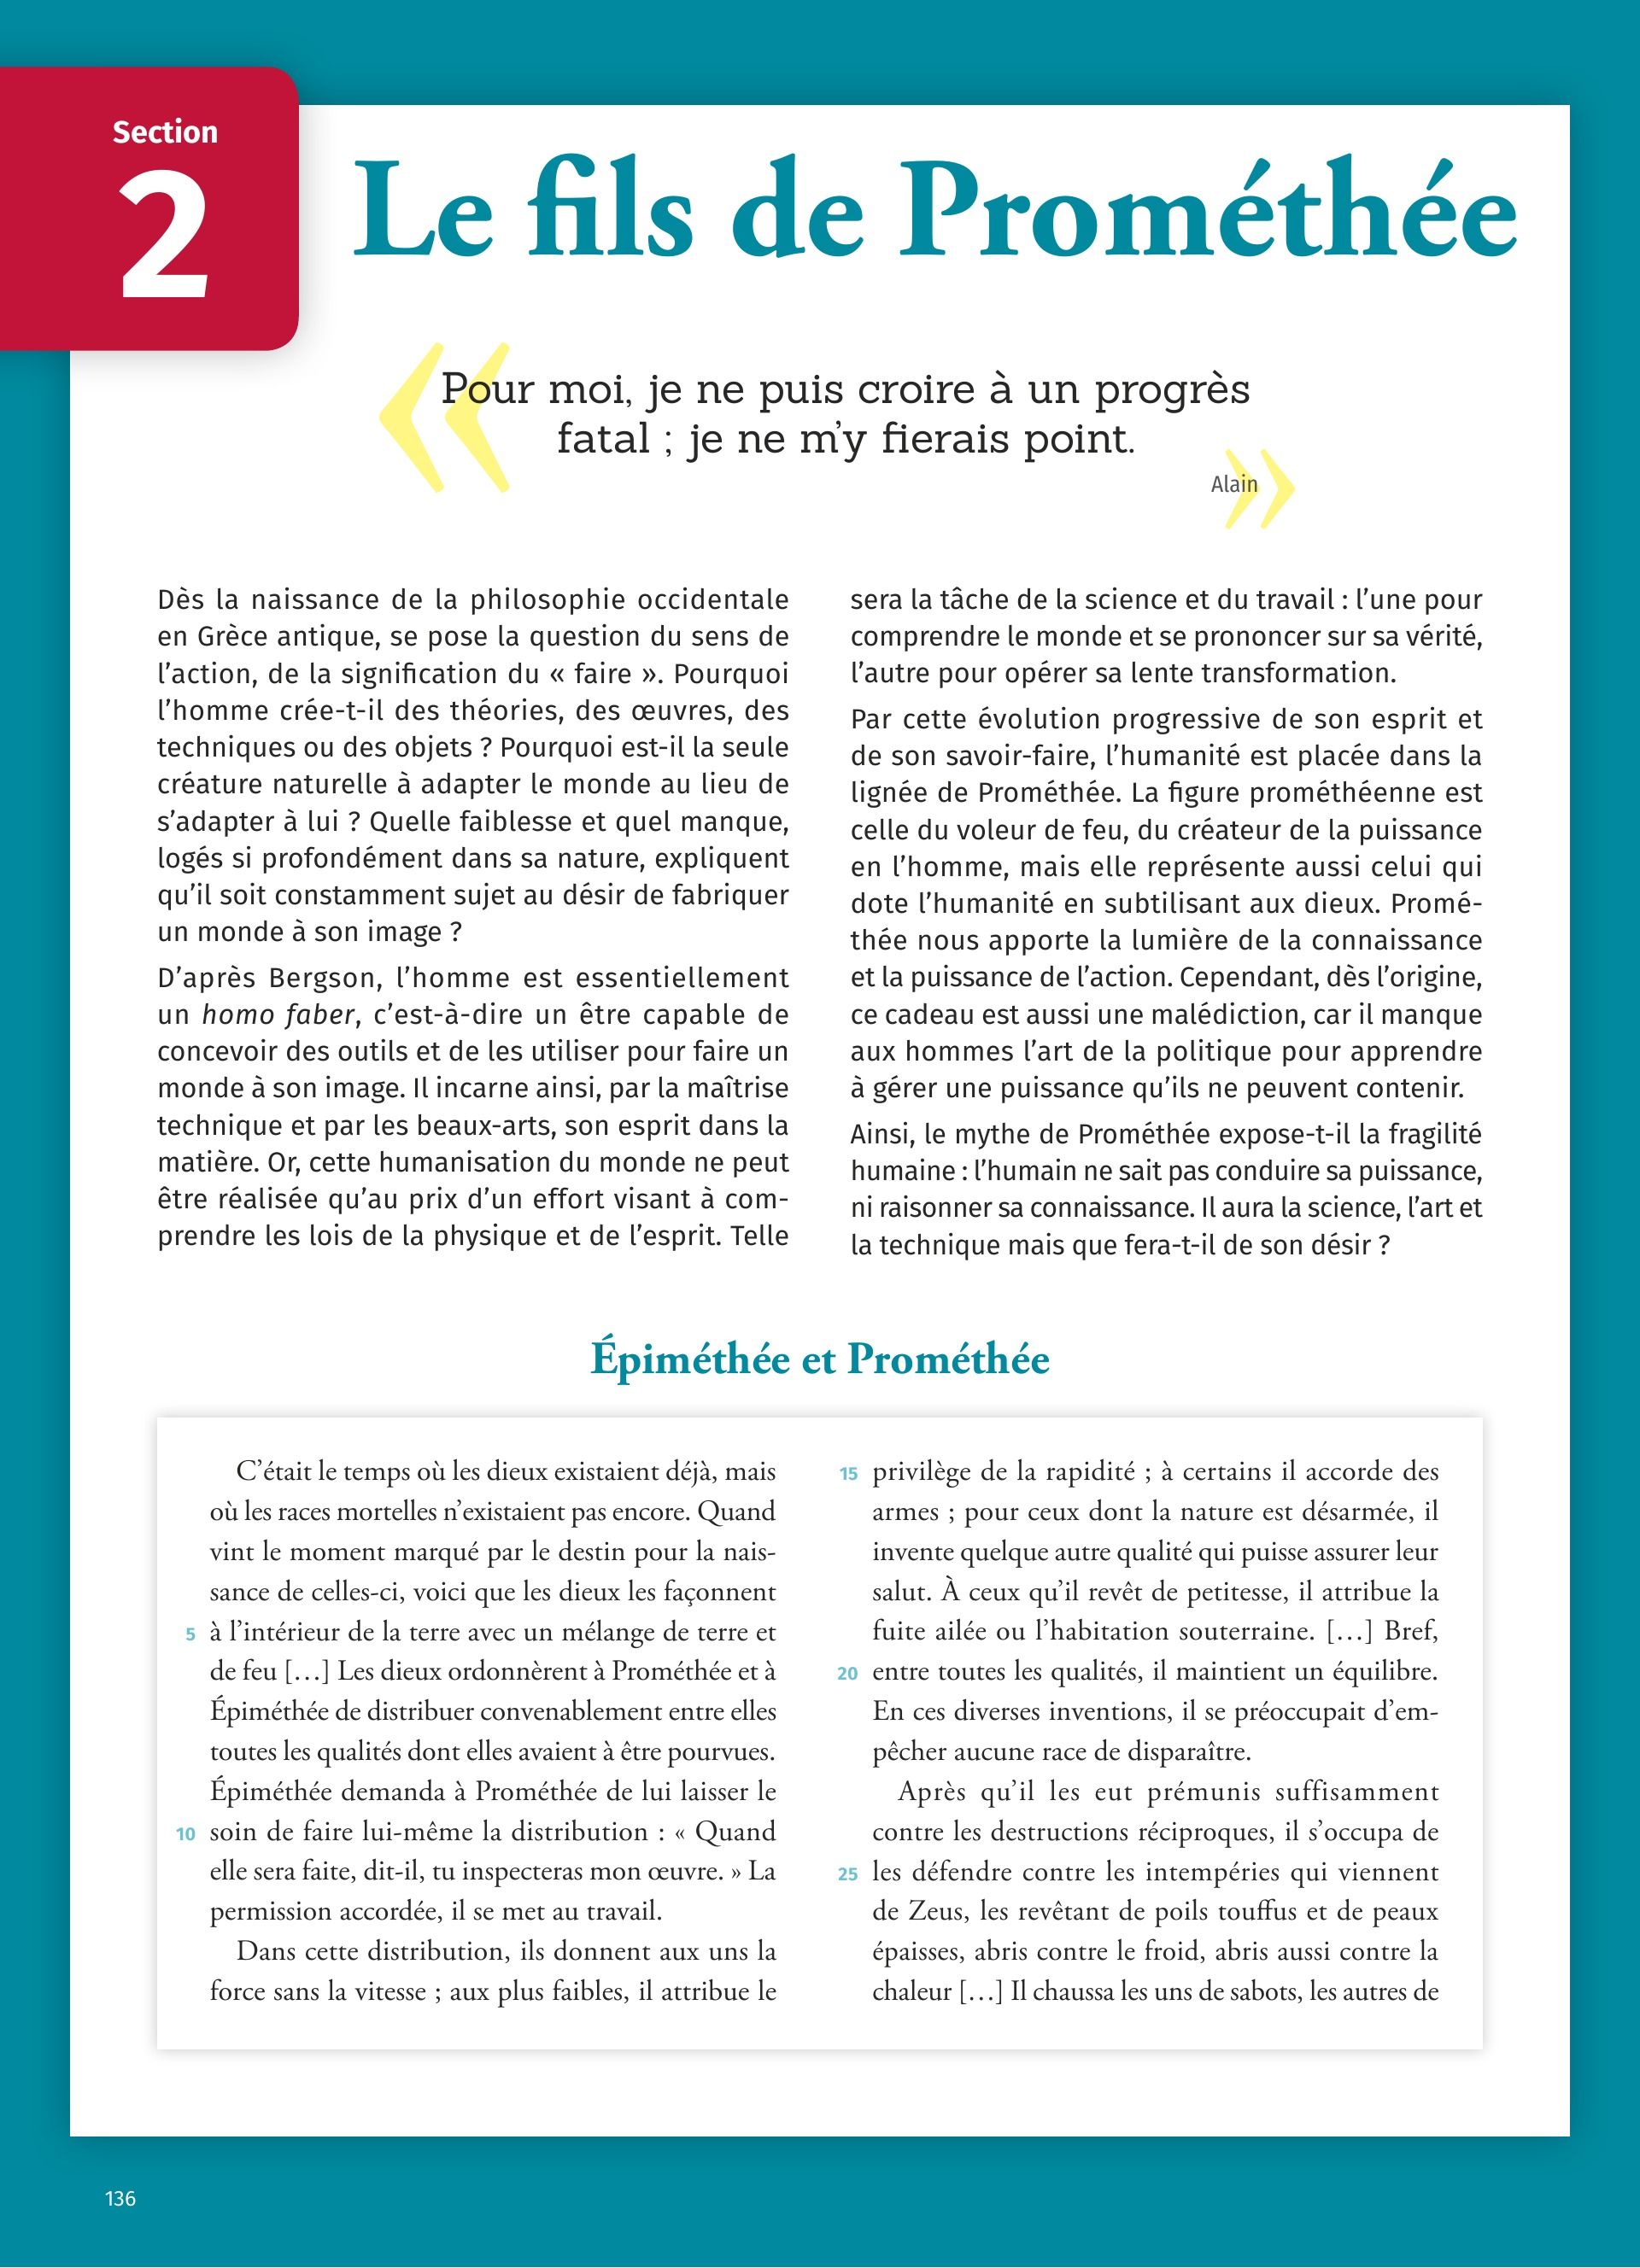 Section
2
Le fils de Prométhée
«
Pour moi, je ne puis croire à un progrès
fatal ; je ne m’y fierais point.
Alain
»
Dès la naissance de la philosophie occidentale
en Grèce antique, se pose la question du sens de
l’action, de la signification du « faire ». Pourquoi
l’homme crée-t-il des théories, des œuvres, des
techniques ou des objets ? Pourquoi est-il la seule
créature naturelle à adapter le monde au lieu de
s’adapter à lui ? Quelle faiblesse et quel manque,
logés si profondément dans sa nature, expliquent
qu’il soit constamment sujet au désir de fabriquer
un monde à son image ?
D’après Bergson, l’homme est essentiellement
un homo faber, c’est-à-dire un être capable de
concevoir des outils et de les utiliser pour faire un
monde à son image. Il incarne ainsi, par la maîtrise
technique et par les beaux-arts, son esprit dans la
matière. Or, cette humanisation du monde ne peut
être réalisée qu’au prix d’un effort visant à com-
prendre les lois de la physique et de l’esprit. Telle
sera la tâche de la science et du travail : l’une pour
comprendre le monde et se prononcer sur sa vérité,
l’autre pour opérer sa lente transformation.
Par cette évolution progressive de son esprit et
de son savoir-faire, l’humanité est placée dans la
lignée de Prométhée. La figure prométhéenne est
celle du voleur de feu, du créateur de la puissance
en l’homme, mais elle représente aussi celui qui
dote l’humanité en subtilisant aux dieux. Promé-
thée nous apporte la lumière de la connaissance
et la puissance de l’action. Cependant, dès l’origine,
ce cadeau est aussi une malédiction, car il manque
aux hommes l’art de la politique pour apprendre
à gérer une puissance qu’ils ne peuvent contenir.
Ainsi, le mythe de Prométhée expose-t-il la fragilité
humaine : l’humain ne sait pas conduire sa puissance,
ni raisonner sa connaissance. Il aura la science, l’art et
la technique mais que fera-t-il de son désir ?
Épiméthée et Prométhée
C’était le temps où les dieux existaient déjà, mais
où les races mortelles n’existaient pas encore. Quand
vint le moment marqué par le destin pour la nais-
sance de celles-ci, voici que les dieux les façonnent
5 à l’intérieur de la terre avec un mélange de terre et
de feu […] Les dieux ordonnèrent à Prométhée et à
Épiméthée de distribuer convenablement entre elles
toutes les qualités dont elles avaient à être pourvues.
Épiméthée demanda à Prométhée de lui laisser le
10 soin de faire lui-même la distribution : « Quand
elle sera faite, dit-il, tu inspecteras mon œuvre. » La
permission accordée, il se met au travail.
Dans cette distribution, ils donnent aux uns la
force sans la vitesse ; aux plus faibles, il attribue le
15 privilège de la rapidité ; à certains il accorde des
armes ; pour ceux dont la nature est désarmée, il
invente quelque autre qualité qui puisse assurer leur
salut. À ceux qu’il revêt de petitesse, il attribue la
fuite ailée ou l’habitation souterraine. […] Bref,
20 entre toutes les qualités, il maintient un équilibre.
En ces diverses inventions, il se préoccupait d’em-
pêcher aucune race de disparaître.
Après qu’il les eut prémunis suffisamment
contre les destructions réciproques, il s’occupa de
25 les défendre contre les intempéries qui viennent
de Zeus, les revêtant de poils touffus et de peaux
épaisses, abris contre le froid, abris aussi contre la
chaleur […] Il chaussa les uns de sabots, les autres de
136